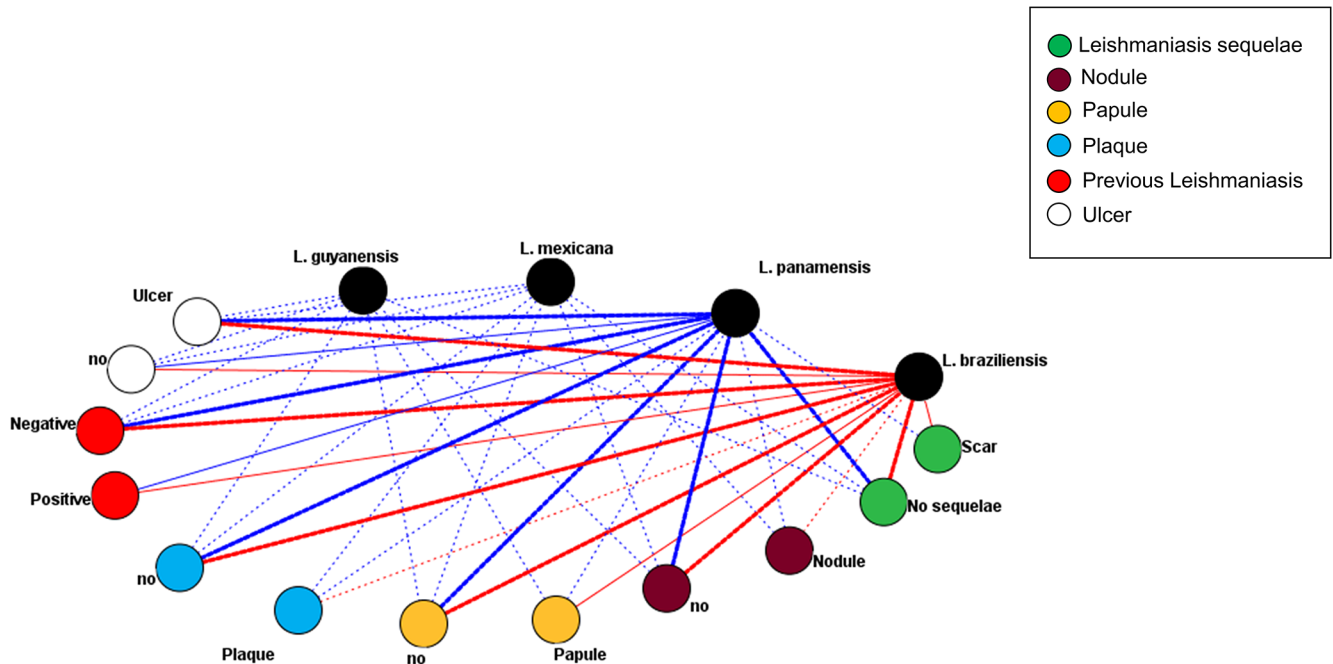 Leishmaniasis sequelae
Nodule
Papule
Plaque
Previous Leishmaniasis
Ulcer
L. guyanensis
L. mexicana
L. panamensis
L. braziliensis
Ulcer
no
Negative
Positive
no
Plaque
no
Papule
no
Nodule
No sequelae
Scar